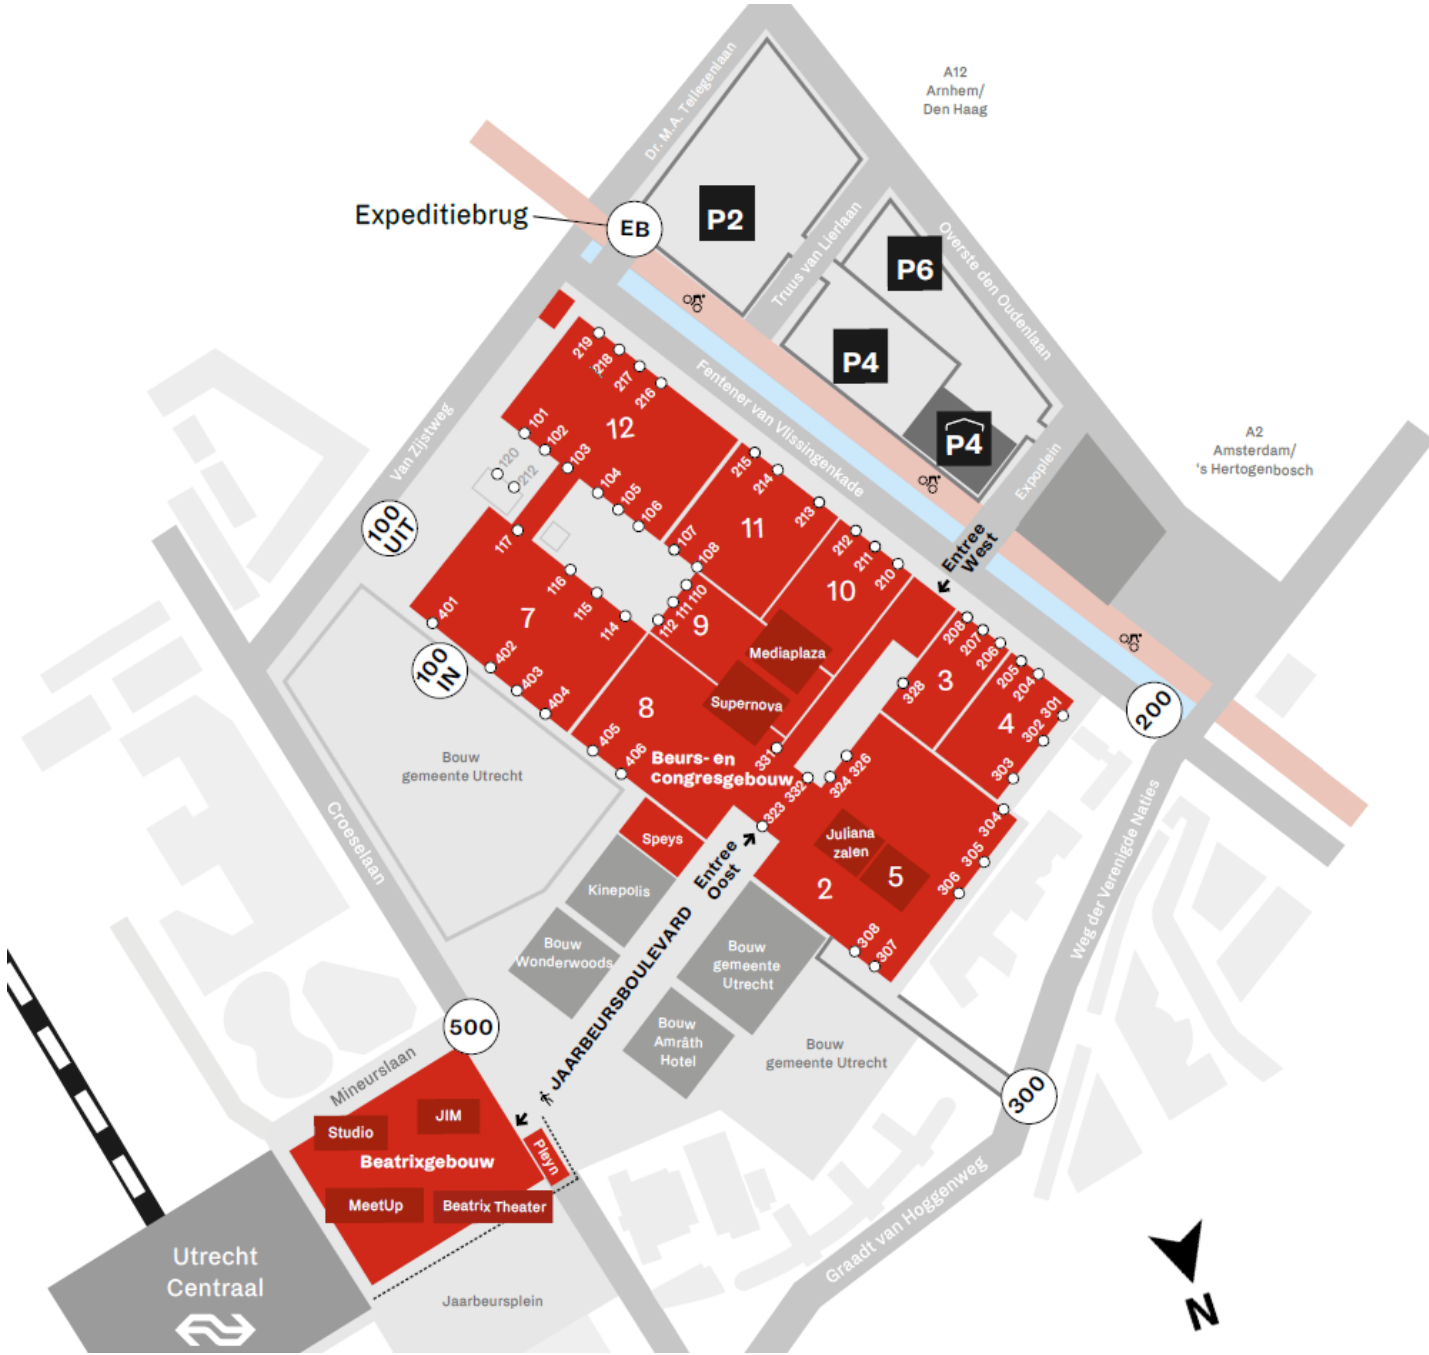 A12
Arnhem/
Den Haag
Dr. M.A. Tellegenlaan
P2
Expeditiebrug
EB
Truus van Lierlaan
P6
Overste den Oudenlaan
P4
P4
Expoplein
A2
Amsterdam/
's Hertogenbosch
Fentener van Vlissingenkade
Van Zijstweg
219
218
217
216
12
101
102
103
104
105
106
107
108
120
212
215
214
213
212
211
210
11
10
Entree
West
100
UIT
117
116
115
114
112
111
110
9
7
401
402
403
404
100
IN
Mediaplaza
Supernova
8
405
406
Beurs- en
congresgebouw
331
332
323
324
326
328
208
207
206
205
204
3
4
301
302
303
304
305
306
200
Bouw
gemeente Utrecht
Croeselaan
Speys
Kinepolis
Bouw
Wonderwoods
Entree
Oost
JAARBEURSBOULEVARD
Juliana
zalen
5
2
308
307
Bouw
gemeente
Utrecht
Bouw
Amrâth
Hotel
Bouw
gemeente Utrecht
Weg der Verenigde Naties
300
500
Mineurslaan
Studio
JIM
Beatrixgebouw
Pleyn
MeetUp
Beatrix Theater
Utrecht
Centraal
Jaarbeursplein
Graadt van Hoggenweg
N